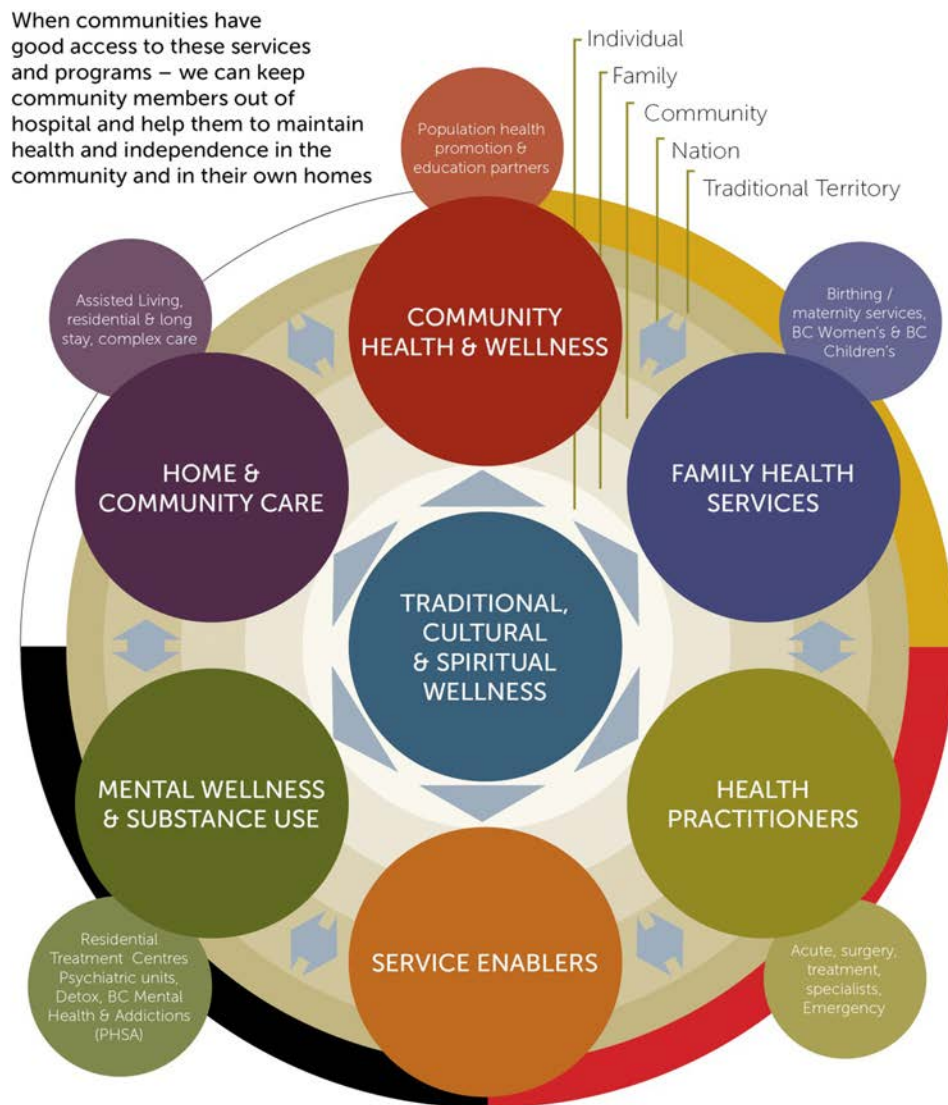 When communities have
good access to these services
and programs – we can keep
community members out of
hospital and help them to maintain
health and independence in the
community and in their own homes
Individual
Family
Community
Nation
Traditional Territory
Population health
promotion &
education partners
COMMUNITY
HEALTH & WELLNESS
Assisted Living,
residential & long
stay, complex care
HOME &
COMMUNITY CARE
Birthing /
maternity services,
BC Women's & BC
Children's
FAMILY HEALTH
SERVICES
TRADITIONAL,
CULTURAL
& SPIRITUAL
WELLNESS
MENTAL WELLNESS
& SUBSTANCE USE
Residential
Treatment Centres
Psychiatric units,
Detox, BC Mental
Health & Addictions
(PHSA)
SERVICE ENABLERS
HEALTH
PRACTITIONERS
Acute, surgery,
treatment,
specialists,
Emergency